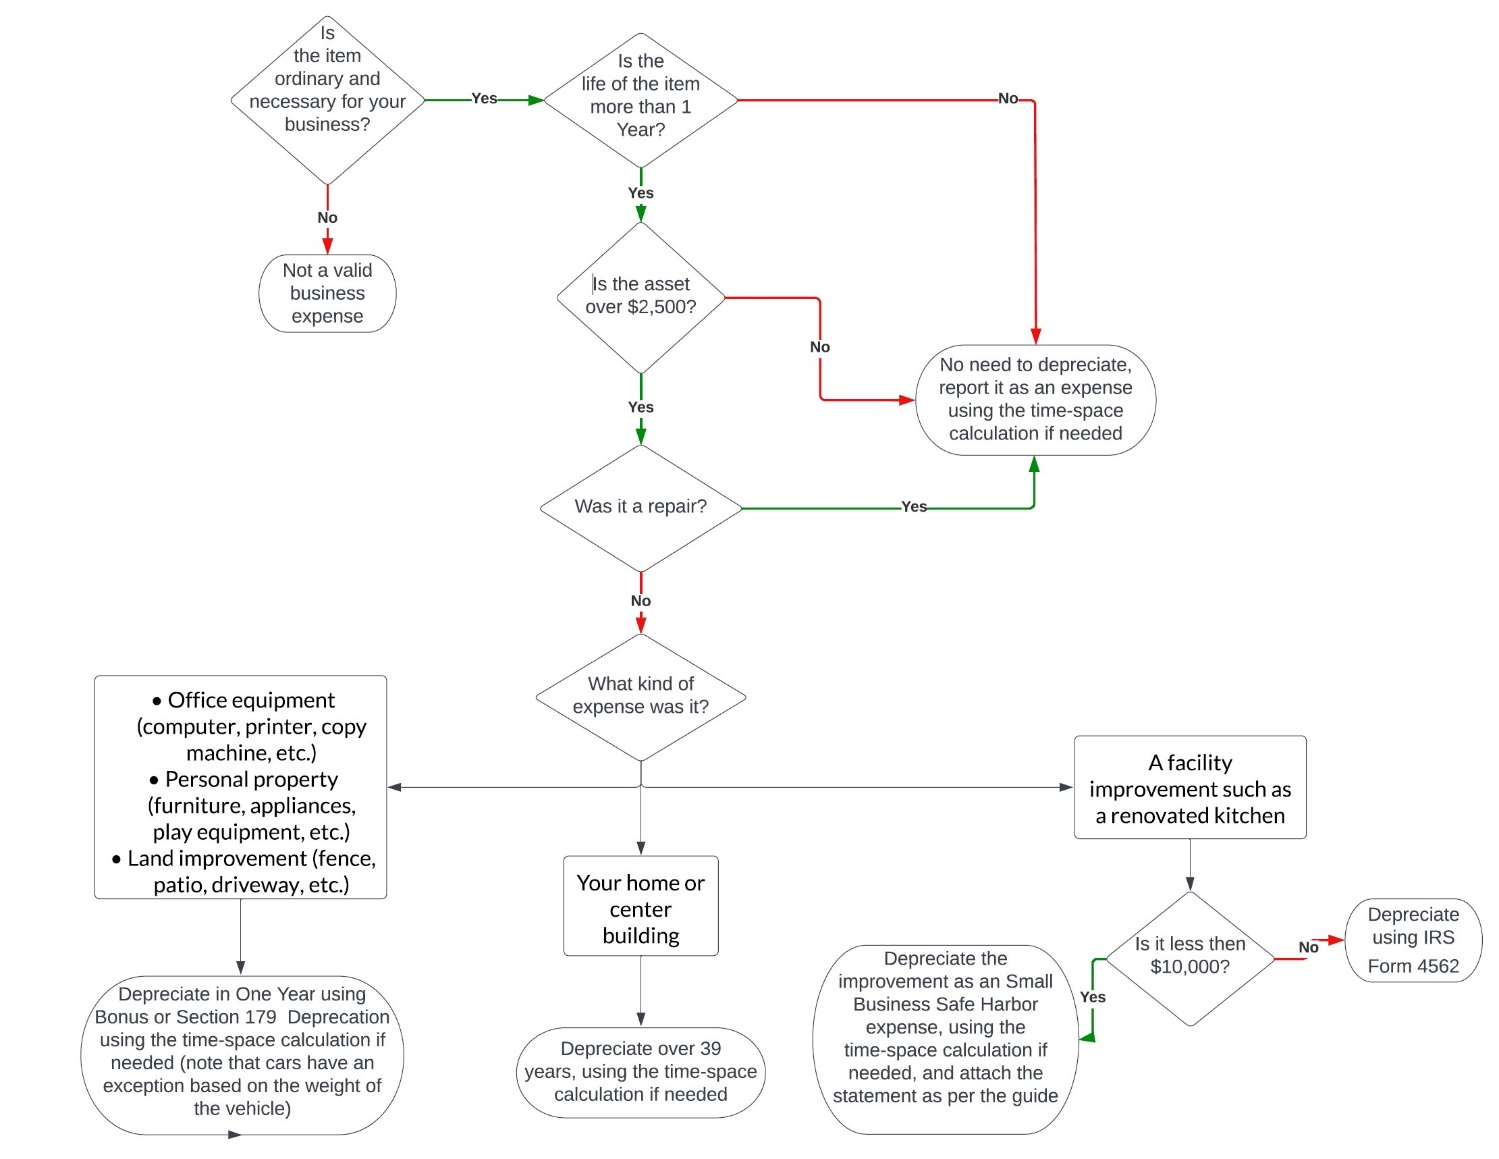 Is
the item
ordinary and
necessary for your
business?
Yes
Is the
life of the item
more than 1
Year?
No
No
Yes
Not a valid
business
expense
Is the asset
over $2,500?
No
No need to depreciate,
report it as an expense
using the time-space
calculation if needed
Yes
Was it a repair?
Yes
No
What kind of
expense was it?
• Office equipment
(computer, printer, copy
machine, etc.)
• Personal property
(furniture, appliances,
play equipment, etc.)
• Land improvement (fence,
patio, driveway, etc.)
A facility
improvement such as
a renovated kitchen
Your home or
center
building
Is it less then
$10,000?
No
Depreciate
using IRS
Form 4562
Yes
Depreciate in One Year using
Bonus or Section 179  Deprecation
using the time-space calculation if
needed (note that cars have an
exception based on the weight of
the vehicle)
Depreciate over 39
years, using the time-space
calculation if needed
Depreciate the
improvement as an Small
Business Safe Harbor
expense, using the
time-space calculation if
needed, and attach the
statement as per the guide